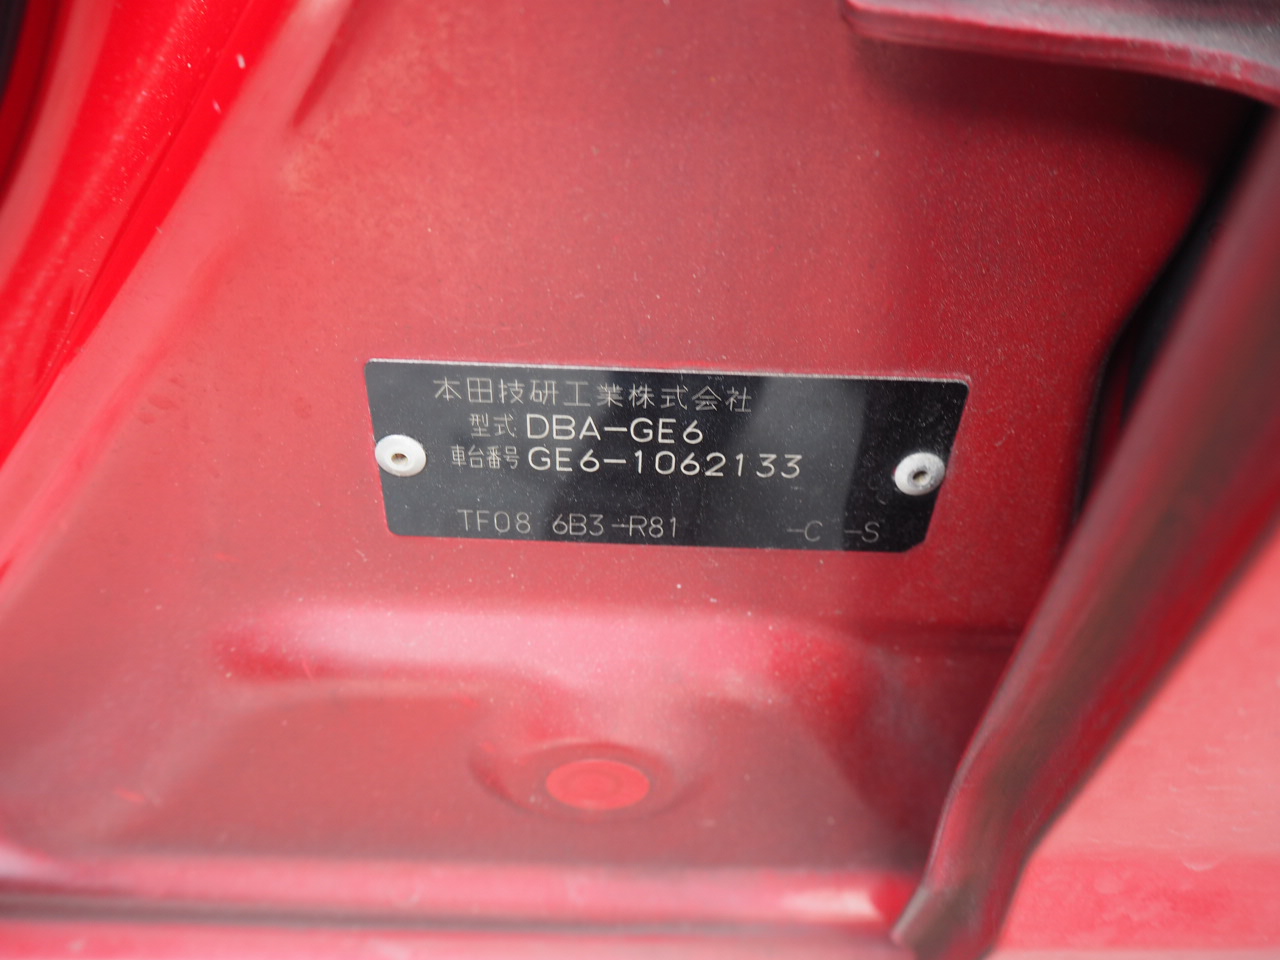 本田技研工業株式会社
型式 DBA-GE6
車台番号 GE6-1062133
TF08 6B3-R81 -C -S